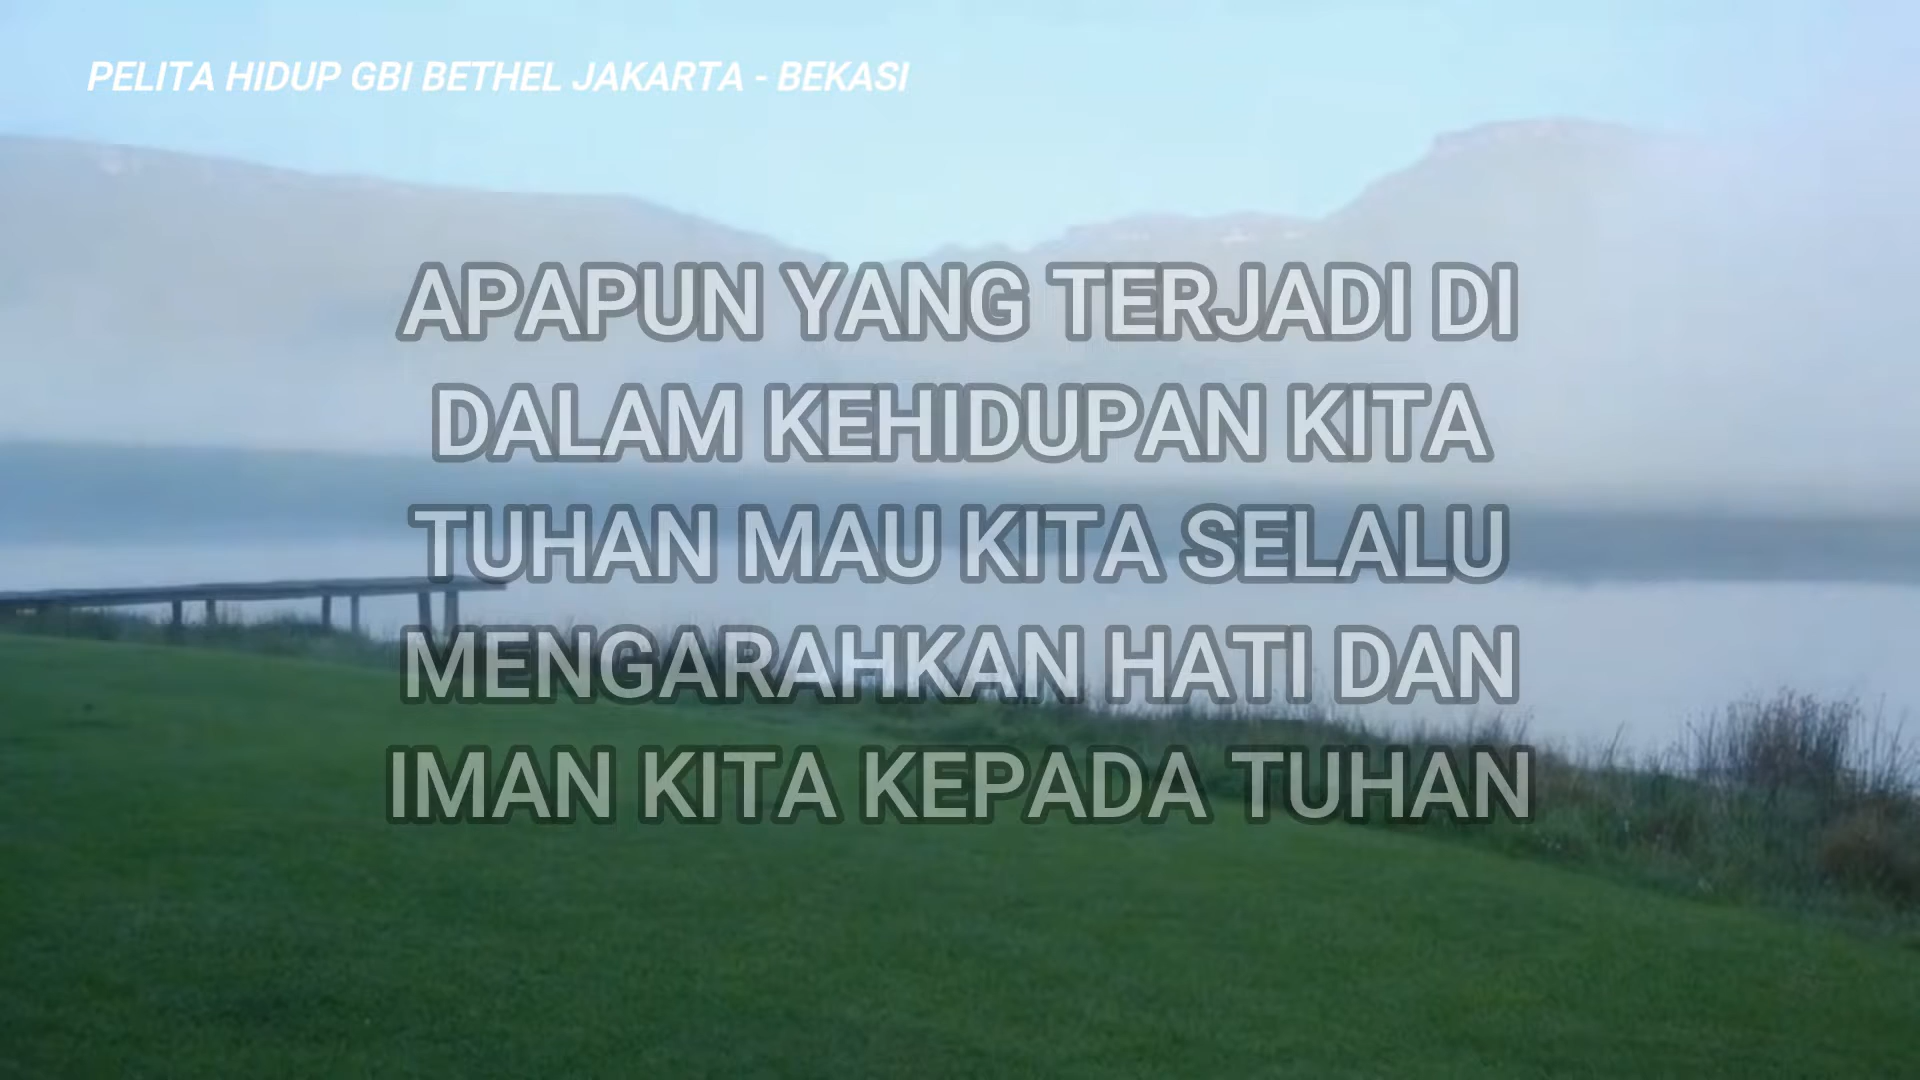 PELITA HIDUP GBI BETHEL JAKARTA - BEKASI
APAPUN YANG TERJADI DI
DALAM KEHIDUPAN KITA
TUHAN MAU KITA SELALU
MENGARAHKAN HATI DAN
IMAN KITA KEPADA TUHAN